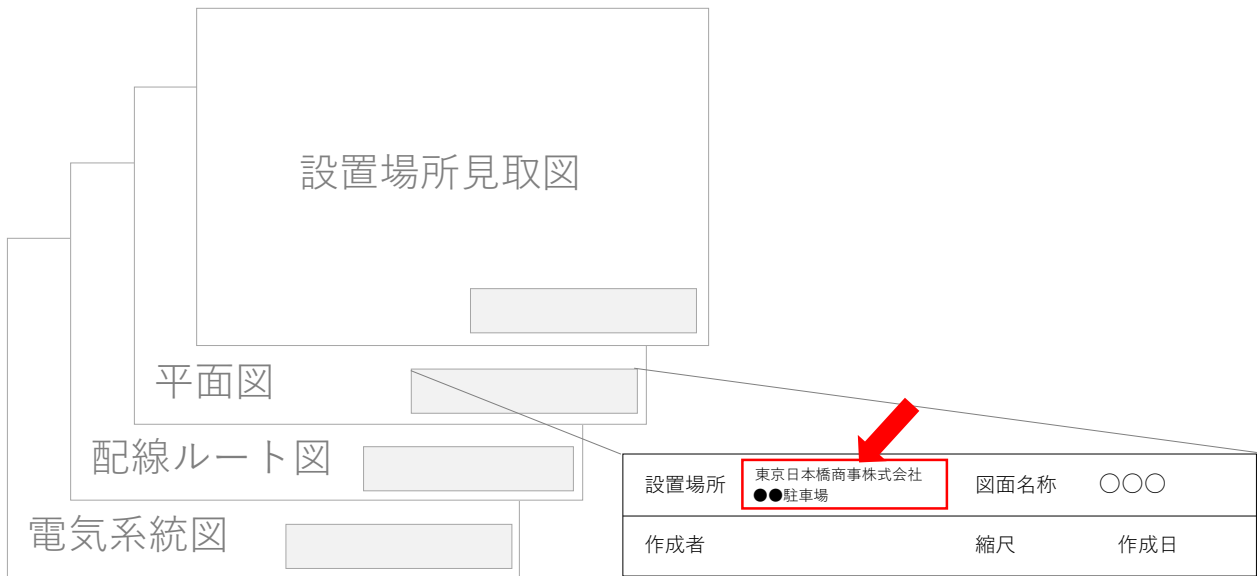 設置場所見取図
平面図
配線ルート図
電気系統図
設置場所 東京日本橋商事株式会社 図面名称 ○○○
●●駐車場
作成者 縮尺 作成日